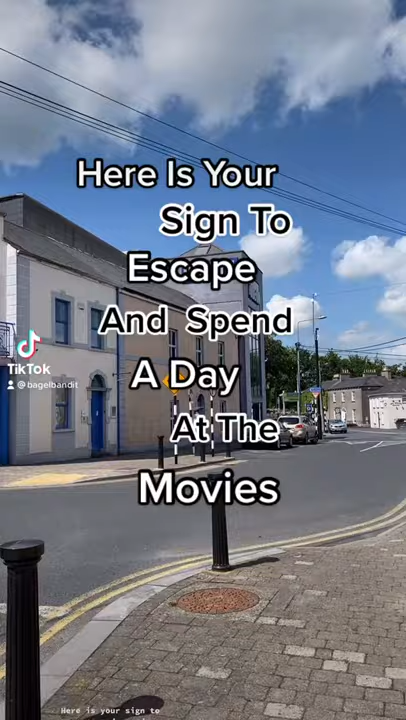 Here Is Your
Sign To
Escape
And Spend
A Day
At The
Movies
TikTok
@bagelbandit
Here is your sign to